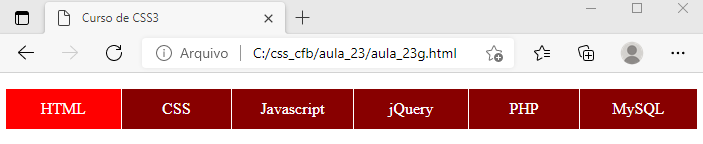 Curso de CSS3
Arquivo C:/css_cfb/aula_23/aula_23g.html
HTML CSS Javascript jQuery PHP MySQL